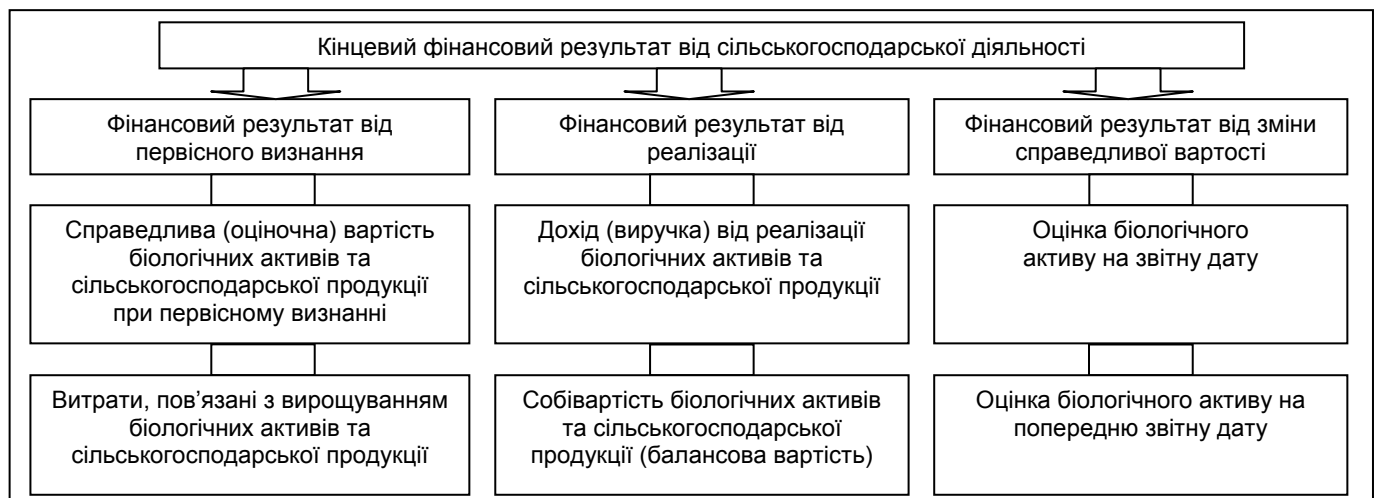 Кінцевий фінансовий результат від сільськогосподарської діяльності
Фінансовий результат від
первісного визнання
Фінансовий результат від
реалізації
Фінансовий результат від зміни
справедливої вартості
Справедлива (оціночна) вартість
біологічних активів та
сільськогосподарської продукції
при первісному визнанні
Дохід (виручка) від реалізації
біологічних активів та
сільськогосподарської продукції
Оцінка біологічного
активу на звітну дату
Витрати, пов’язані з вирощуванням
біологічних активів та
сільськогосподарської продукції
Собівартість біологічних активів
та сільськогосподарської
продукції (балансова вартість)
Оцінка біологічного активу на
попередню звітну дату